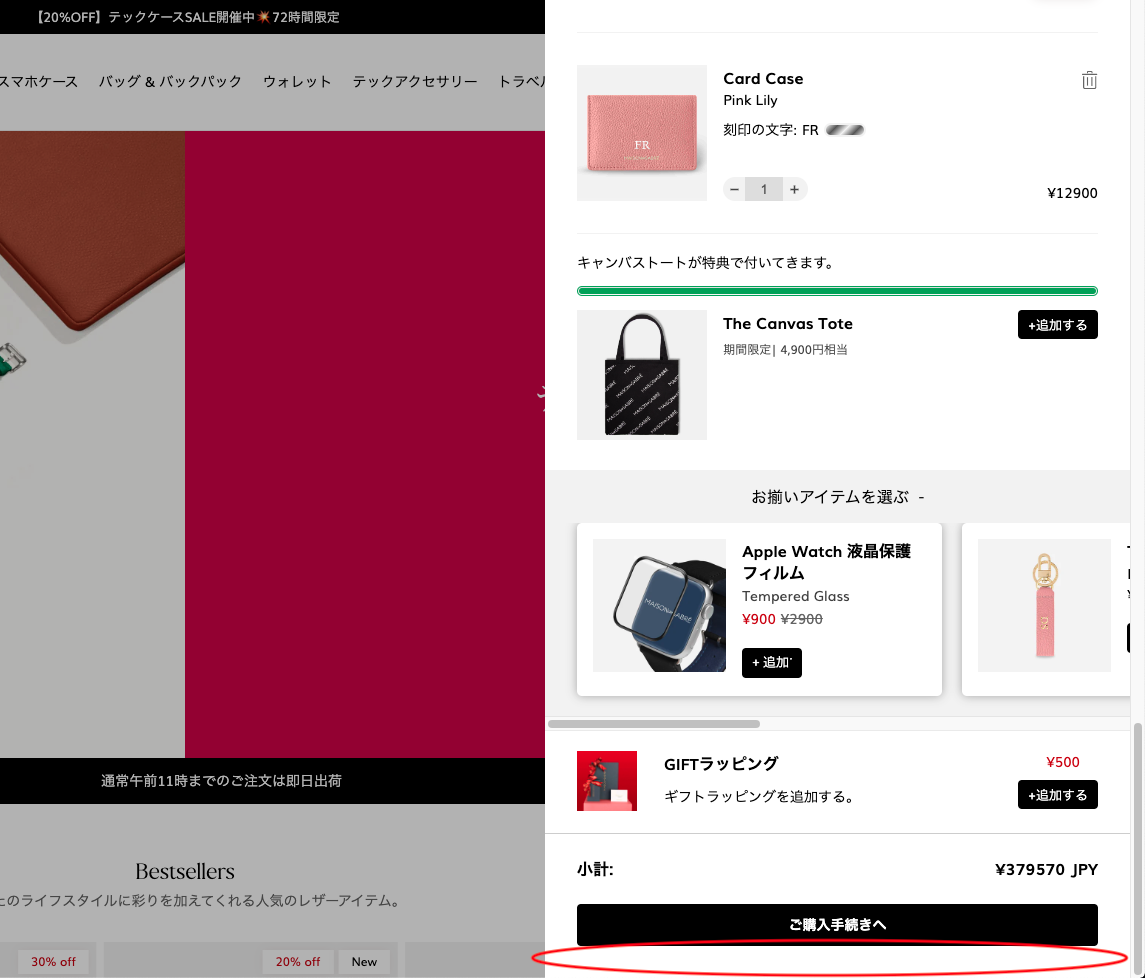 【20%OFF】テックケースSALE開催中💥72時間限定
スマホケース バッグ & バックパック ウォレット テックアクセサリー トラベル
通常午前11時までのご注文は即日出荷
Bestsellers
たのライフスタイルに彩りを加えてくれる人気のレザーアイテム。
30% off
20% off
New
FR
Card Case
Pink Lily
刻印の文字: FR
− 1 +
¥12900
キャンバストートが特典で付いてきます。
MAISON de SABRÉ
The Canvas Tote
+追加する
期間限定| 4,900円相当
お揃いアイテムを選ぶ -
MAISON de SABRÉ
Apple Watch 液晶保護
フィルム
Tempered Glass
¥900 ¥2900
+ 追加
GIFTラッピング
¥500
ギフトラッピングを追加する。
+追加する
小計:
¥379570 JPY
ご購入手続きへ